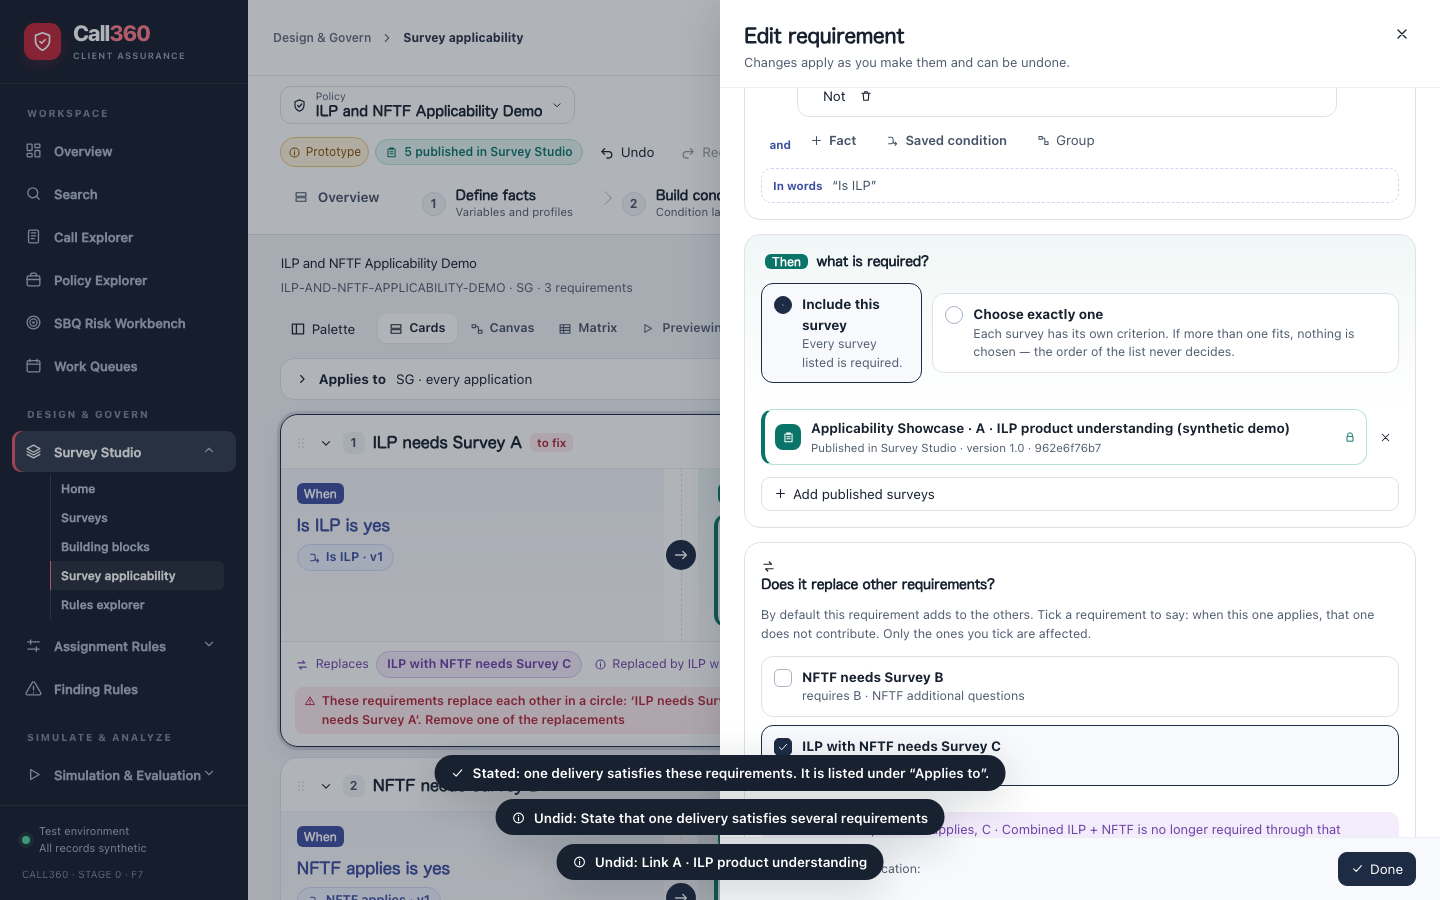 Call360
CLIENT ASSURANCE
WORKSPACE
Overview
Search
Call Explorer
Policy Explorer
SBQ Risk Workbench
Work Queues
DESIGN & GOVERN
Survey Studio
Home
Surveys
Building blocks
Survey applicability
Rules explorer
Assignment Rules
Finding Rules
SIMULATE & ANALYZE
Simulation & Evaluation
Test environment
All records synthetic
CALL360 · STAGE 0 · F7
Design & Govern > Survey applicability
Policy
ILP and NFTF Applicability Demo
Prototype
5 published in Survey Studio
Undo
Overview
1 Define facts
Variables and profiles
2
ILP and NFTF Applicability Demo
ILP-AND-NFTF-APPLICABILITY-DEMO · SG · 3 requirements
Palette
Cards
Canvas
Matrix
Applies to SG · every application
1 ILP needs Survey A to fix
When
Is ILP is yes
Is ILP · v1
Replaces ILP with NFTF needs Survey C Replaced by ILP
These requirements replace each other in a circle: ‘ILP needs
needs Survey A’. Remove one of the replacements
2
When
NFTF applies is yes
Edit requirement
Changes apply as you make them and can be undone.
Not
and
Fact
Saved condition
Group
In words “Is ILP”
Then what is required?
Include this
survey
Every survey
listed is required.
Choose exactly one
Each survey has its own criterion. If more than one fits, nothing is
chosen — the order of the list never decides.
Applicability Showcase · A · ILP product understanding (synthetic demo)
Published in Survey Studio · version 1.0 · 962e6f76b7
Add published surveys
Does it replace other requirements?
By default this requirement adds to the others. Tick a requirement to say: when this one applies, that one
does not contribute. Only the ones you tick are affected.
NFTF needs Survey B
requires B · NFTF additional questions
ILP with NFTF needs Survey C
applies, C · Combined ILP + NFTF is no longer required through that
Done
Stated: one delivery satisfies these requirements. It is listed under “Applies to”.
Undid: State that one delivery satisfies several requirements
Undid: Link A · ILP product understanding